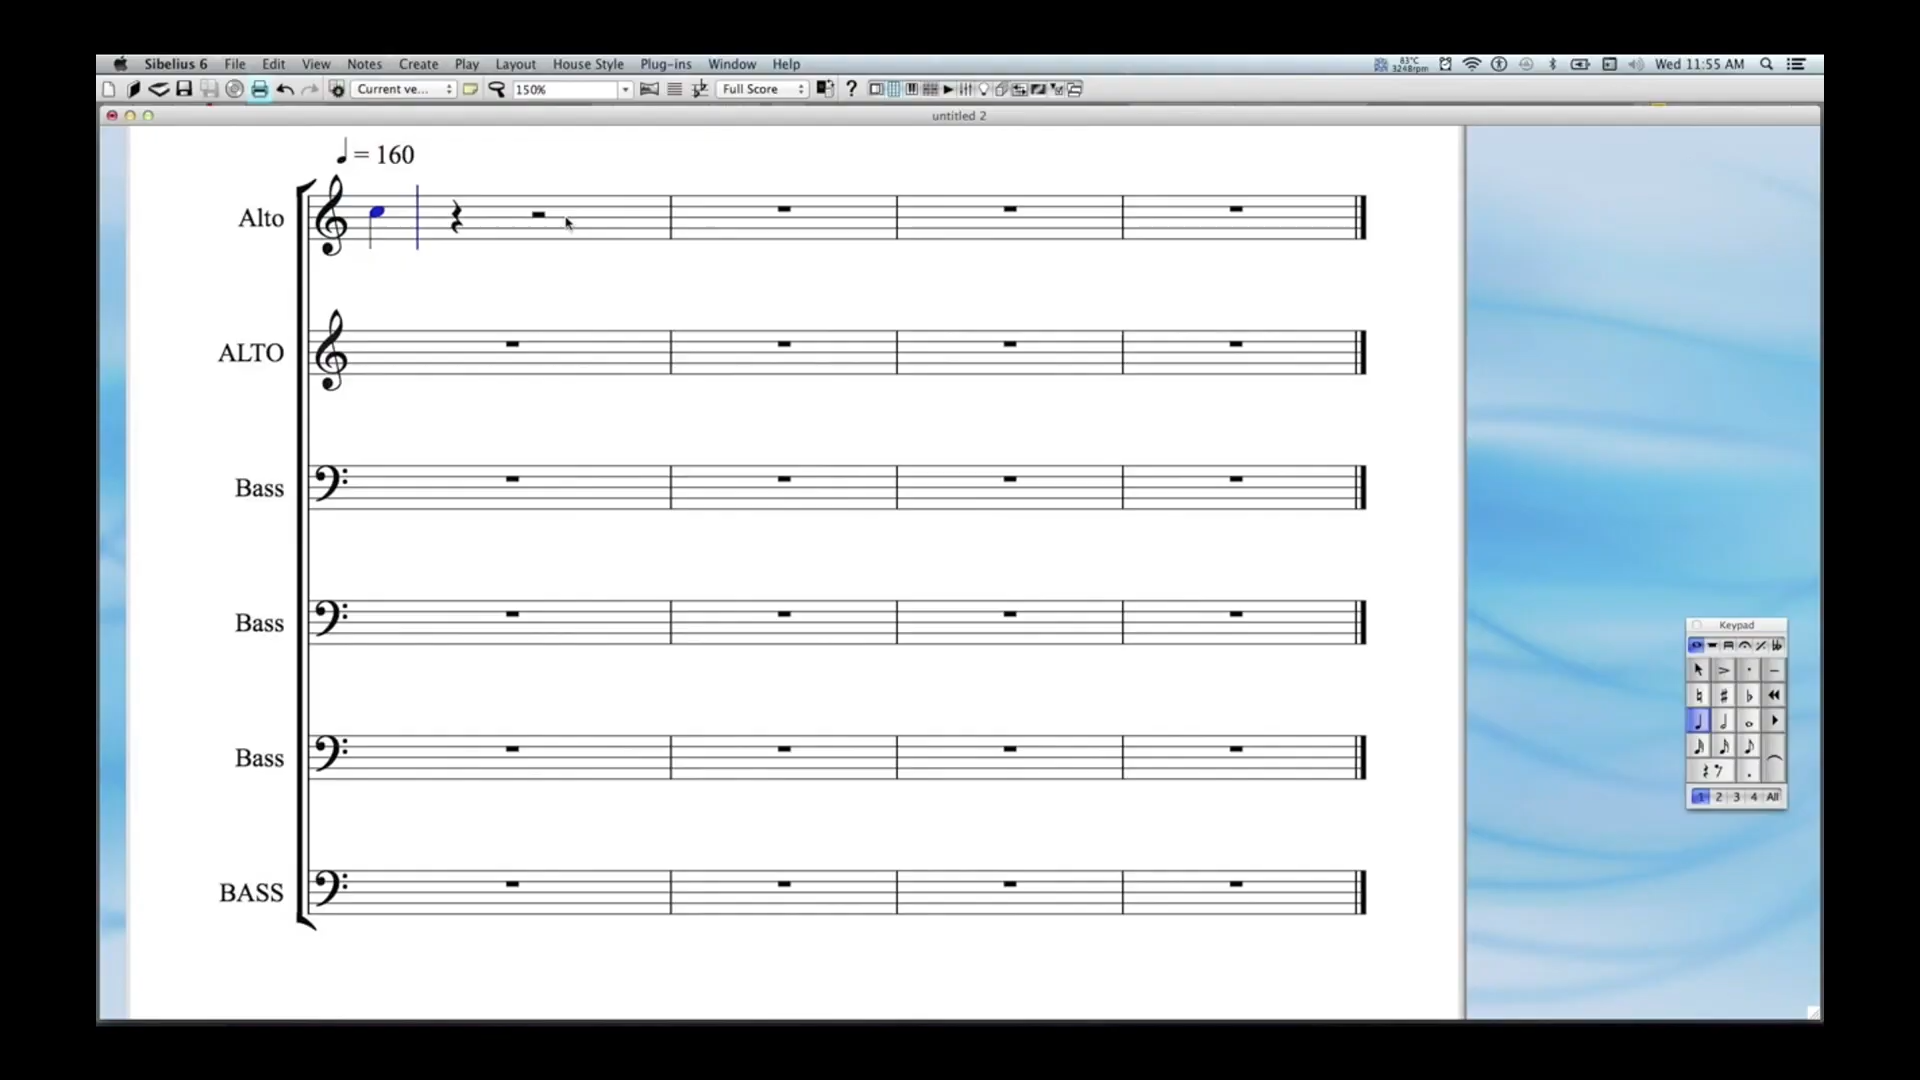 Sibelius 6 File Edit View Notes Create Play Layout House Style Plug-ins Window Help 83°C 3248rpm Wed 11:55 AM
Current ve... 150% Full Score ?
untitled 2
= 160
Alto
ALTO
Bass
Bass
Bass
BASS
Keypad
1 2 3 4 All